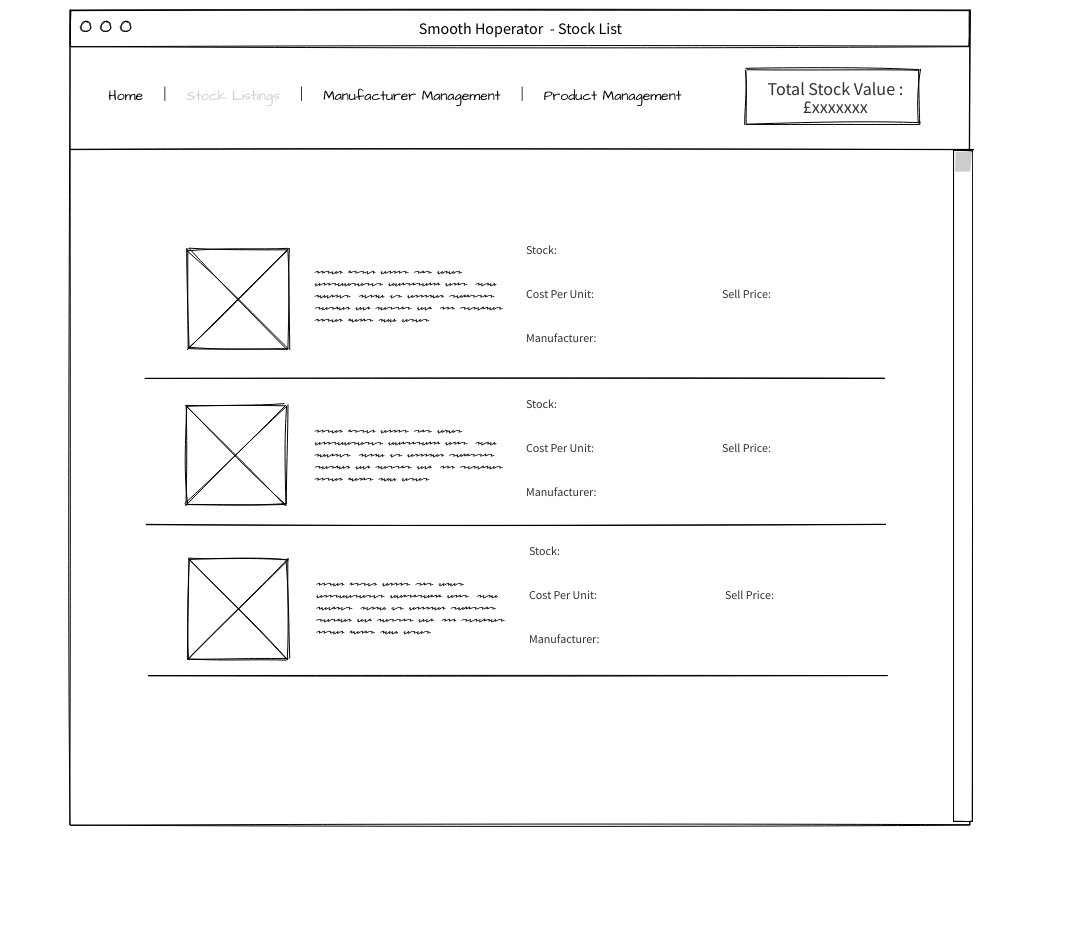 Smooth Hoperator - Stock List
Home | Stock Listings | Manufacturer Management | Product Management
Total Stock Value :
£xxxxxxx
Stock:
Cost Per Unit: Sell Price:
Manufacturer:
Stock:
Cost Per Unit: Sell Price:
Manufacturer:
Stock:
Cost Per Unit: Sell Price:
Manufacturer: